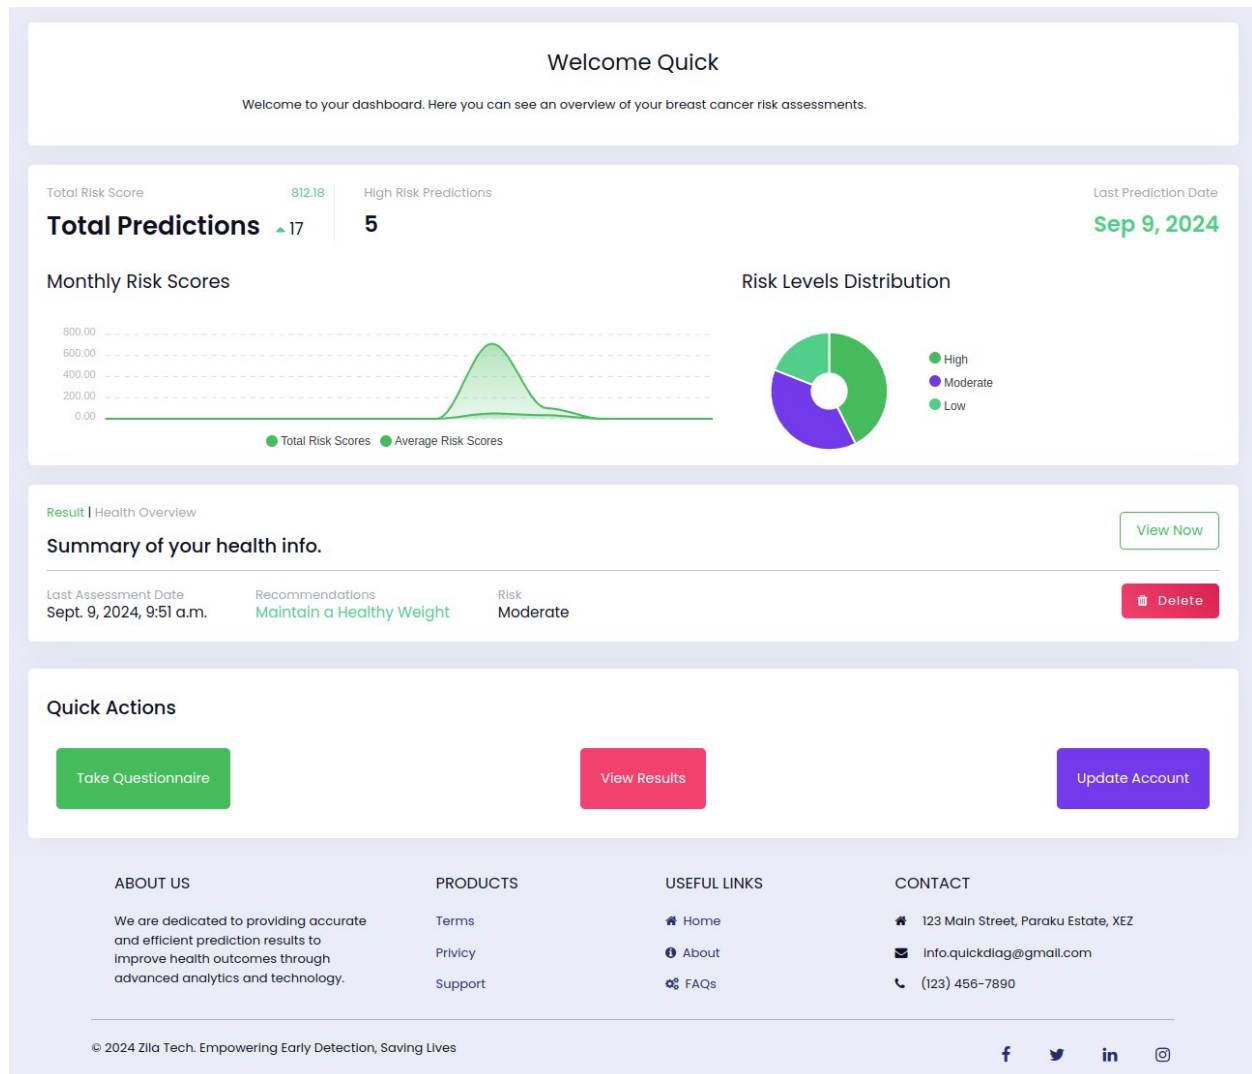 Welcome Quick
Welcome to your dashboard. Here you can see an overview of your breast cancer risk assessments.
Total Risk Score 812.18
Total Predictions 17
High Risk Predictions
5
Last Prediction Date
Sep 9, 2024
Monthly Risk Scores
800.00
600.00
400.00
200.00
0.00
Total Risk Scores Average Risk Scores
Risk Levels Distribution
High
Moderate
Low
Result | Health Overview
Summary of your health info.
View Now
Last Assessment Date
Sept. 9, 2024, 9:51 a.m.
Recommendations
Maintain a Healthy Weight
Risk
Moderate
Delete
Quick Actions
Take Questionnaire
View Results
Update Account
ABOUT US
We are dedicated to providing accurate
and efficient prediction results to
improve health outcomes through
advanced analytics and technology.
PRODUCTS
Terms
Privicy
Support
USEFUL LINKS
Home
About
FAQs
CONTACT
123 Main Street, Paraku Estate, XEZ
info.quickdiag@gmail.com
(123) 456-7890
© 2024 Zila Tech. Empowering Early Detection, Saving Lives